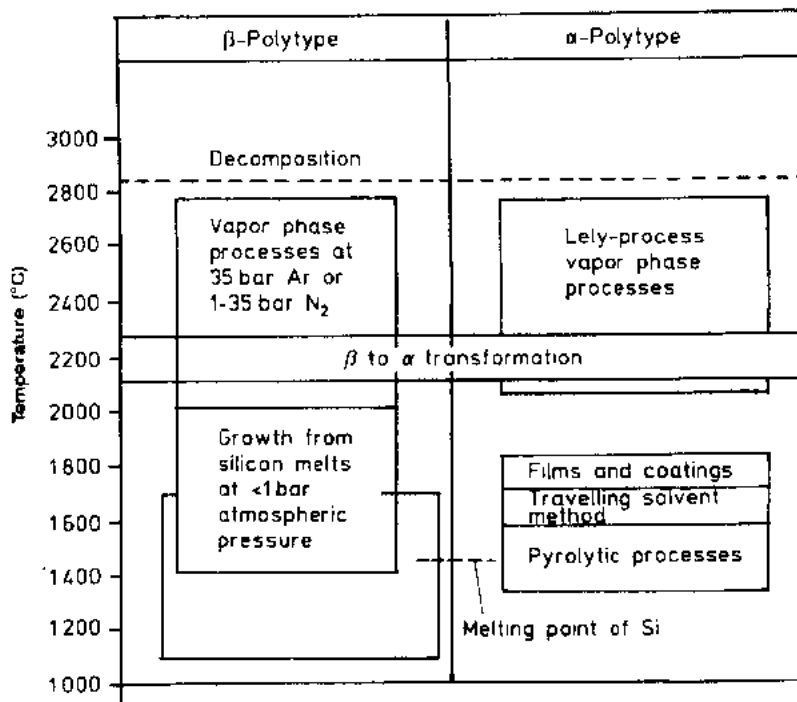 β-Polytype
α-Polytype
3000
2800
2600
2400
2200
2000
1800
1600
1400
1200
1000
Temperature (°C)
Decomposition
Vapor phase
processes at
35 bar Ar or
1-35 bar N₂
Lely-process
vapor phase
processes
β to α transformation
Growth from
silicon melts
at <1 bar
atmospheric
pressure
Films and coatings
Travelling solvent
method
Pyrolytic processes
Melting point of Si